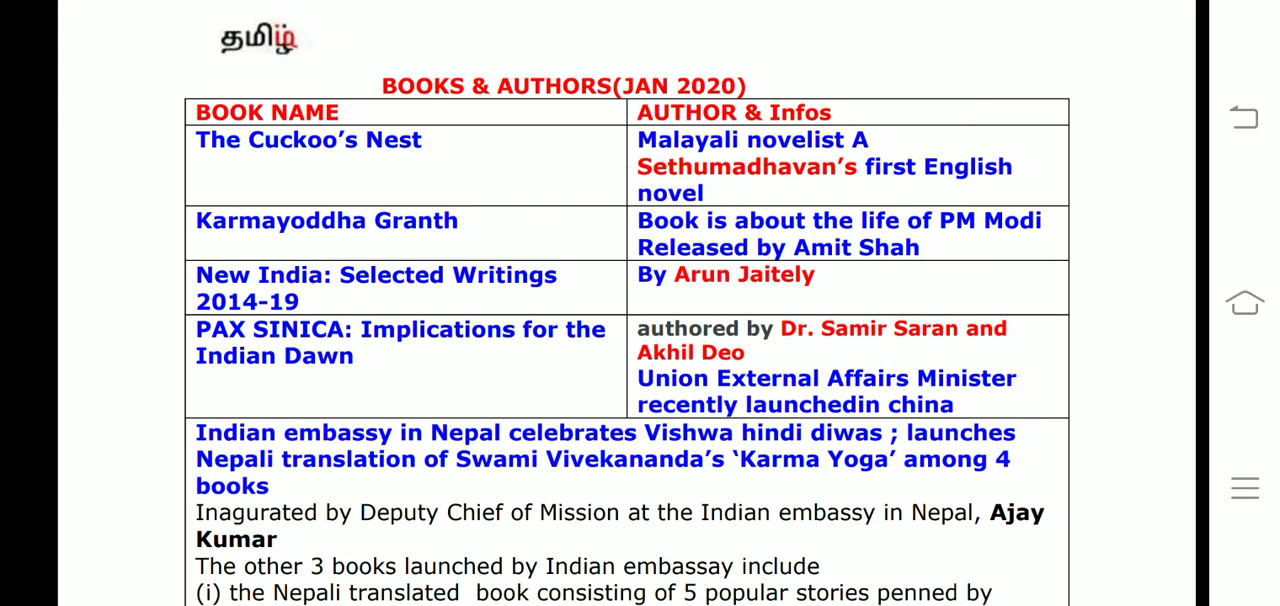 தமிழ்
BOOKS & AUTHORS(JAN 2020)
BOOK NAME
AUTHOR & Infos
The Cuckoo’s Nest
Malayali novelist A
Sethumadhavan’s first English
novel
Karmayoddha Granth
Book is about the life of PM Modi
Released by Amit Shah
New India: Selected Writings
2014-19
By Arun Jaitely
PAX SINICA: Implications for the
Indian Dawn
authored by Dr. Samir Saran and
Akhil Deo
Union External Affairs Minister
recently launchedin china
Indian embassy in Nepal celebrates Vishwa hindi diwas ; launches
Nepali translation of Swami Vivekananda’s ‘Karma Yoga’ among 4
books
Inagurated by Deputy Chief of Mission at the Indian embassy in Nepal, Ajay
Kumar
The other 3 books launched by Indian embassay include
(i) the Nepali translated  book consisting of 5 popular stories penned by